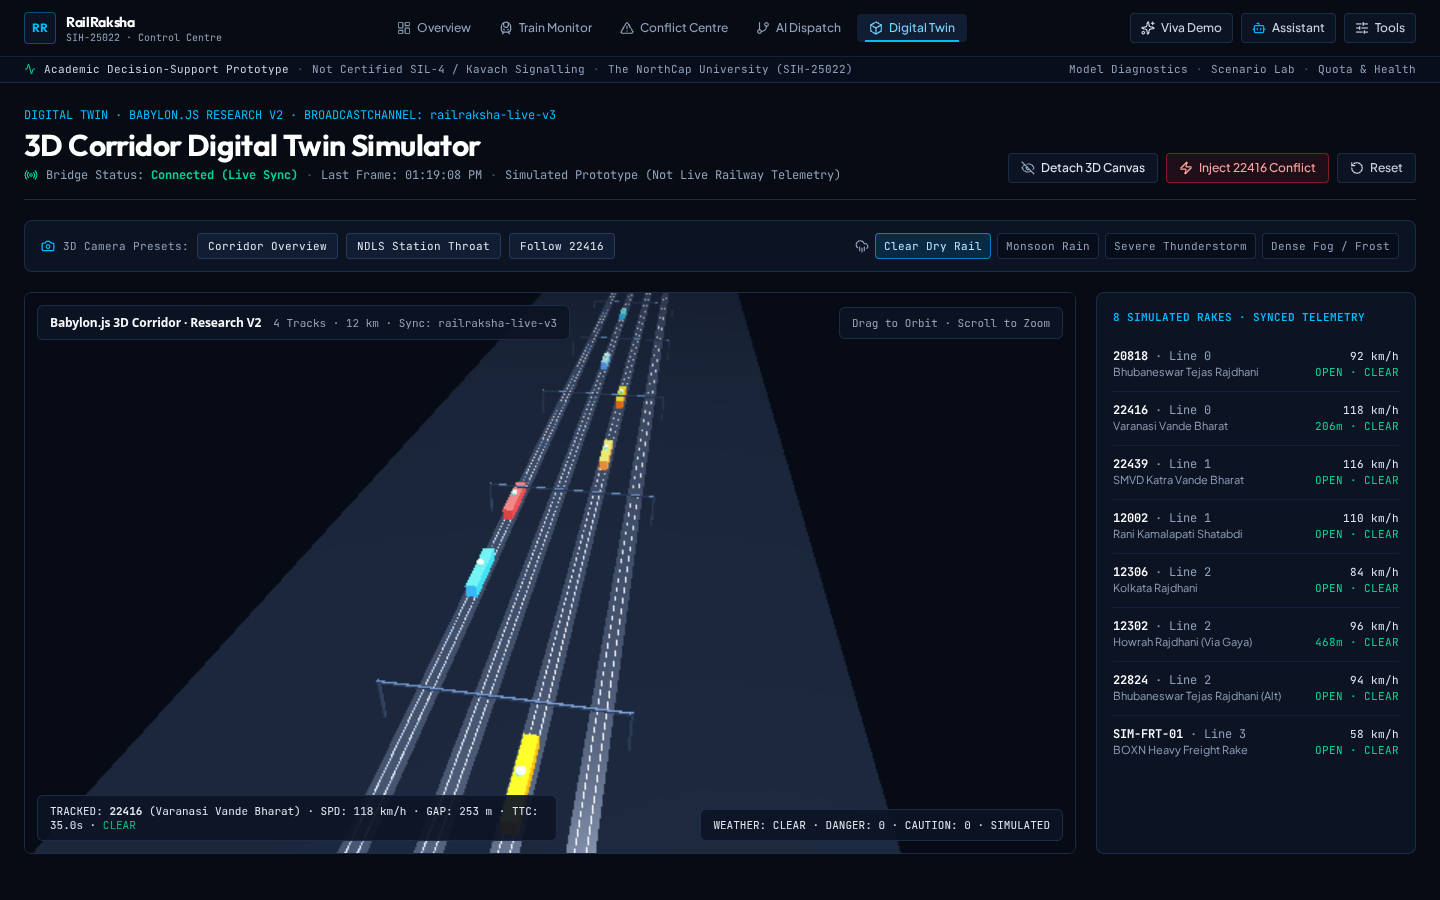 RR
RailRaksha
SIH-25022 · Control Centre
Overview
Train Monitor
Conflict Centre
AI Dispatch
Digital Twin
Viva Demo
Assistant
Tools
Academic Decision-Support Prototype · Not Certified SIL-4 / Kavach Signalling · The NorthCap University (SIH-25022)
Model Diagnostics · Scenario Lab · Quota & Health
DIGITAL TWIN · BABYLON.JS RESEARCH V2 · BROADCASTCHANNEL: railraksha-live-v3
3D Corridor Digital Twin Simulator
Bridge Status: Connected (Live Sync) · Last Frame: 01:19:08 PM · Simulated Prototype (Not Live Railway Telemetry)
Detach 3D Canvas
Inject 22416 Conflict
Reset
3D Camera Presets:
Corridor Overview
NDLS Station Throat
Follow 22416
Clear Dry Rail
Monsoon Rain
Severe Thunderstorm
Dense Fog / Frost
Babylon.js 3D Corridor · Research V2
4 Tracks · 12 km · Sync: railraksha-live-v3
Drag to Orbit · Scroll to Zoom
TRACKED: 22416 (Varanasi Vande Bharat) · SPD: 118 km/h · GAP: 253 m · TTC:
35.0s · CLEAR
WEATHER: CLEAR · DANGER: 0 · CAUTION: 0 · SIMULATED
8 SIMULATED RAKES · SYNCED TELEMETRY
20818 · Line 0 92 km/h
Bhubaneswar Tejas Rajdhani OPEN · CLEAR
22416 · Line 0 118 km/h
Varanasi Vande Bharat 206m · CLEAR
22439 · Line 1 116 km/h
SMVD Katra Vande Bharat OPEN · CLEAR
12002 · Line 1 110 km/h
Rani Kamalapati Shatabdi OPEN · CLEAR
12306 · Line 2 84 km/h
Kolkata Rajdhani OPEN · CLEAR
12302 · Line 2 96 km/h
Howrah Rajdhani (Via Gaya) 468m · CLEAR
22824 · Line 2 94 km/h
Bhubaneswar Tejas Rajdhani (Alt) OPEN · CLEAR
SIM-FRT-01 · Line 3 58 km/h
BOXN Heavy Freight Rake OPEN · CLEAR